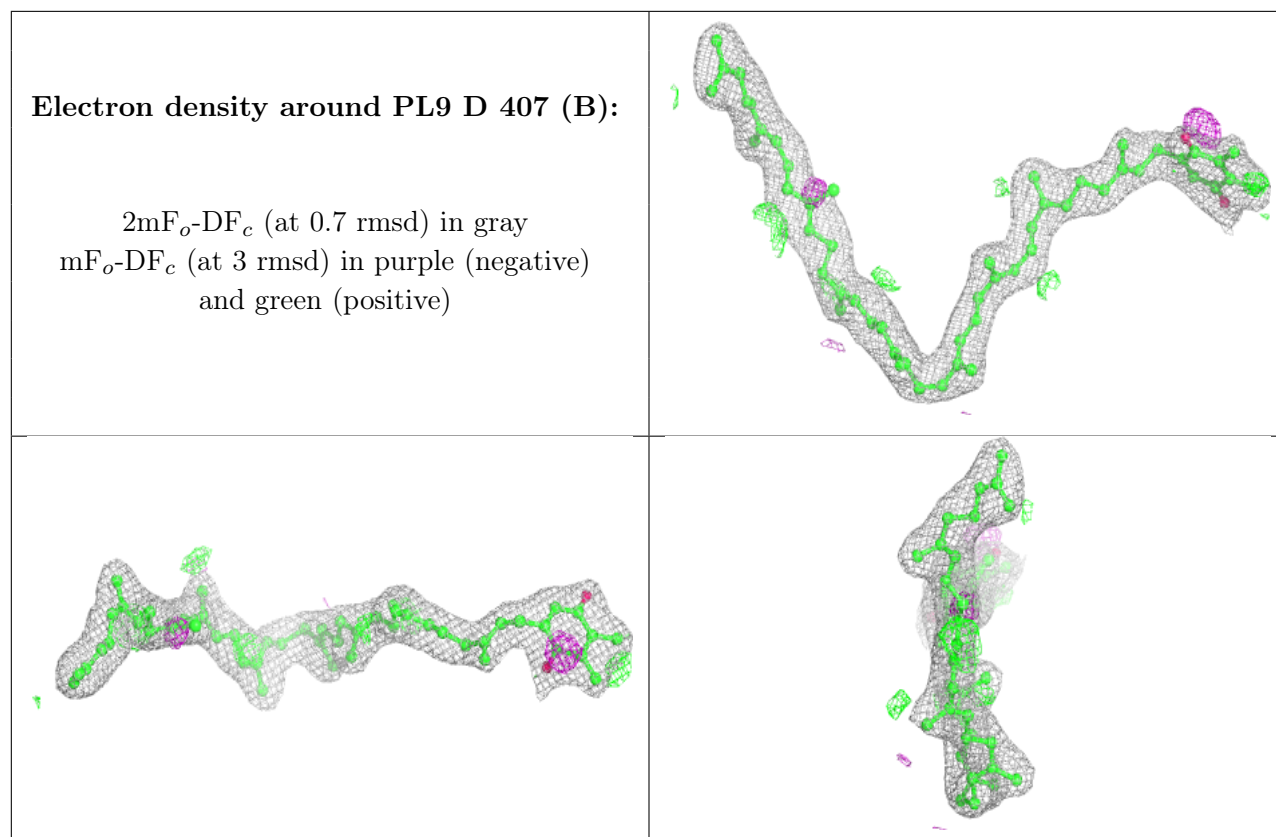 Electron density around PL9 D 407 (B):
2mFo-DFc (at 0.7 rmsd) in gray
mFo-DFc (at 3 rmsd) in purple (negative)
and green (positive)